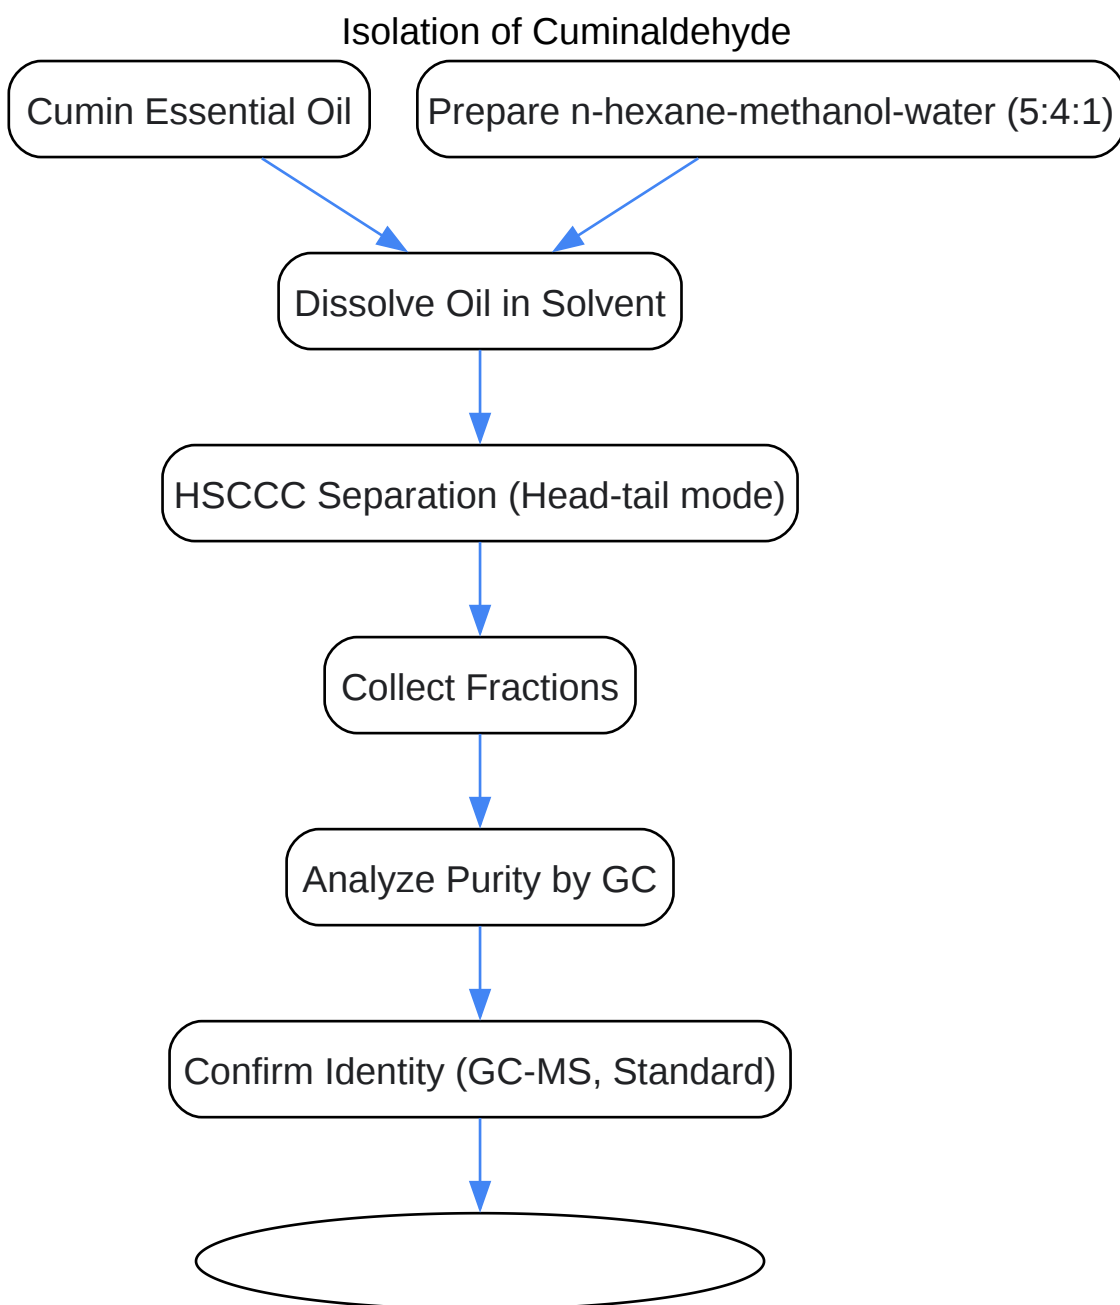 Isolation of Cuminaldehyde
Cumin Essential Oil
Prepare n-hexane-methanol-water (5:4:1)
Dissolve Oil in Solvent
HSCCC Separation (Head-tail mode)
Collect Fractions
Analyze Purity by GC
Confirm Identity (GC-MS, Standard)